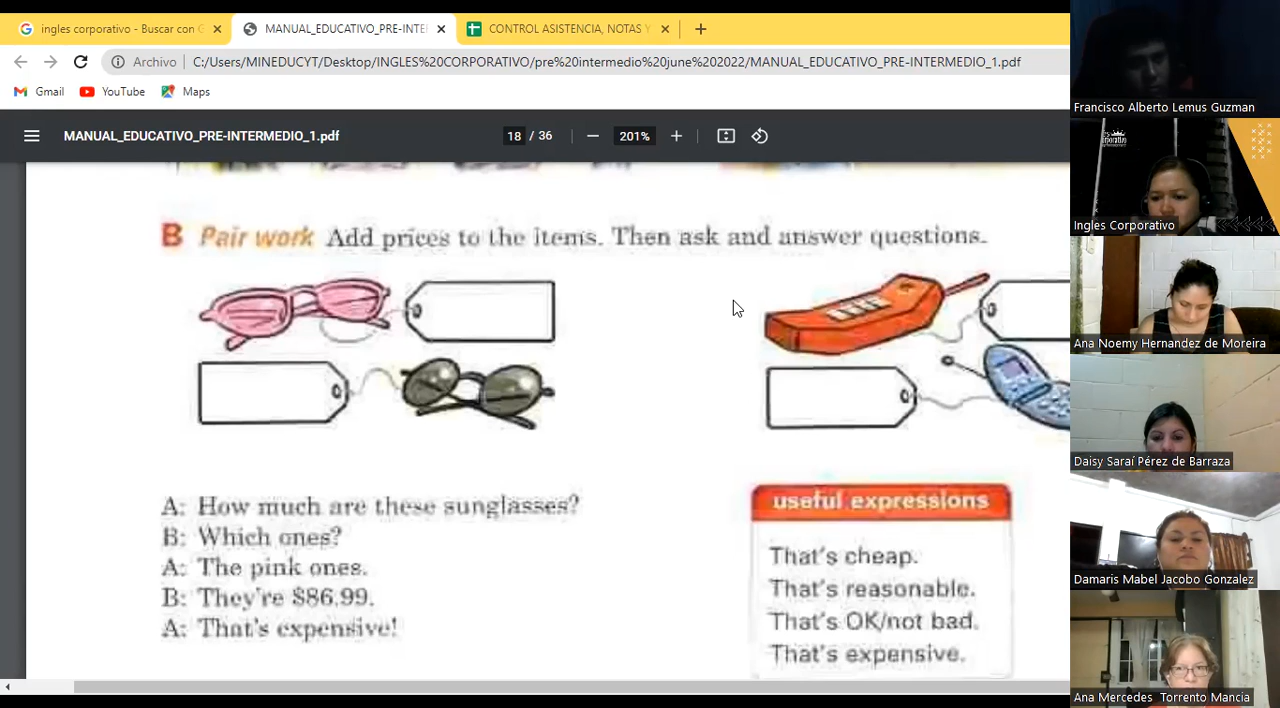 ingles corporativo - Buscar con G
MANUAL_EDUCATIVO_PRE-INTER
CONTROL ASISTENCIA, NOTAS Y
Archivo
C:/Users/MINEDUCYT/Desktop/INGLES%20CORPORATIVO/pre%20intermedio%20june%202022/MANUAL_EDUCATIVO_PRE-INTERMEDIO_1.pdf
Gmail
YouTube
Maps
MANUAL_EDUCATIVO_PRE-INTERMEDIO_1.pdf
18 / 36
201%
B Pair work Add prices to the items. Then ask and answer questions.
A: How much are these sunglasses?
B: Which ones?
A: The pink ones.
B: They're $86.99.
A: That's expensive!
useful expressions
That's cheap.
That's reasonable.
That's OK/not bad.
That's expensive.
Francisco Alberto Lemus Guzman
Ingles Corporativo
Ana Noemy Hernandez de Moreira
Daisy Saraí Pérez de Barraza
Damaris Mabel Jacobo Gonzalez
Ana Mercedes Torrento Mancia